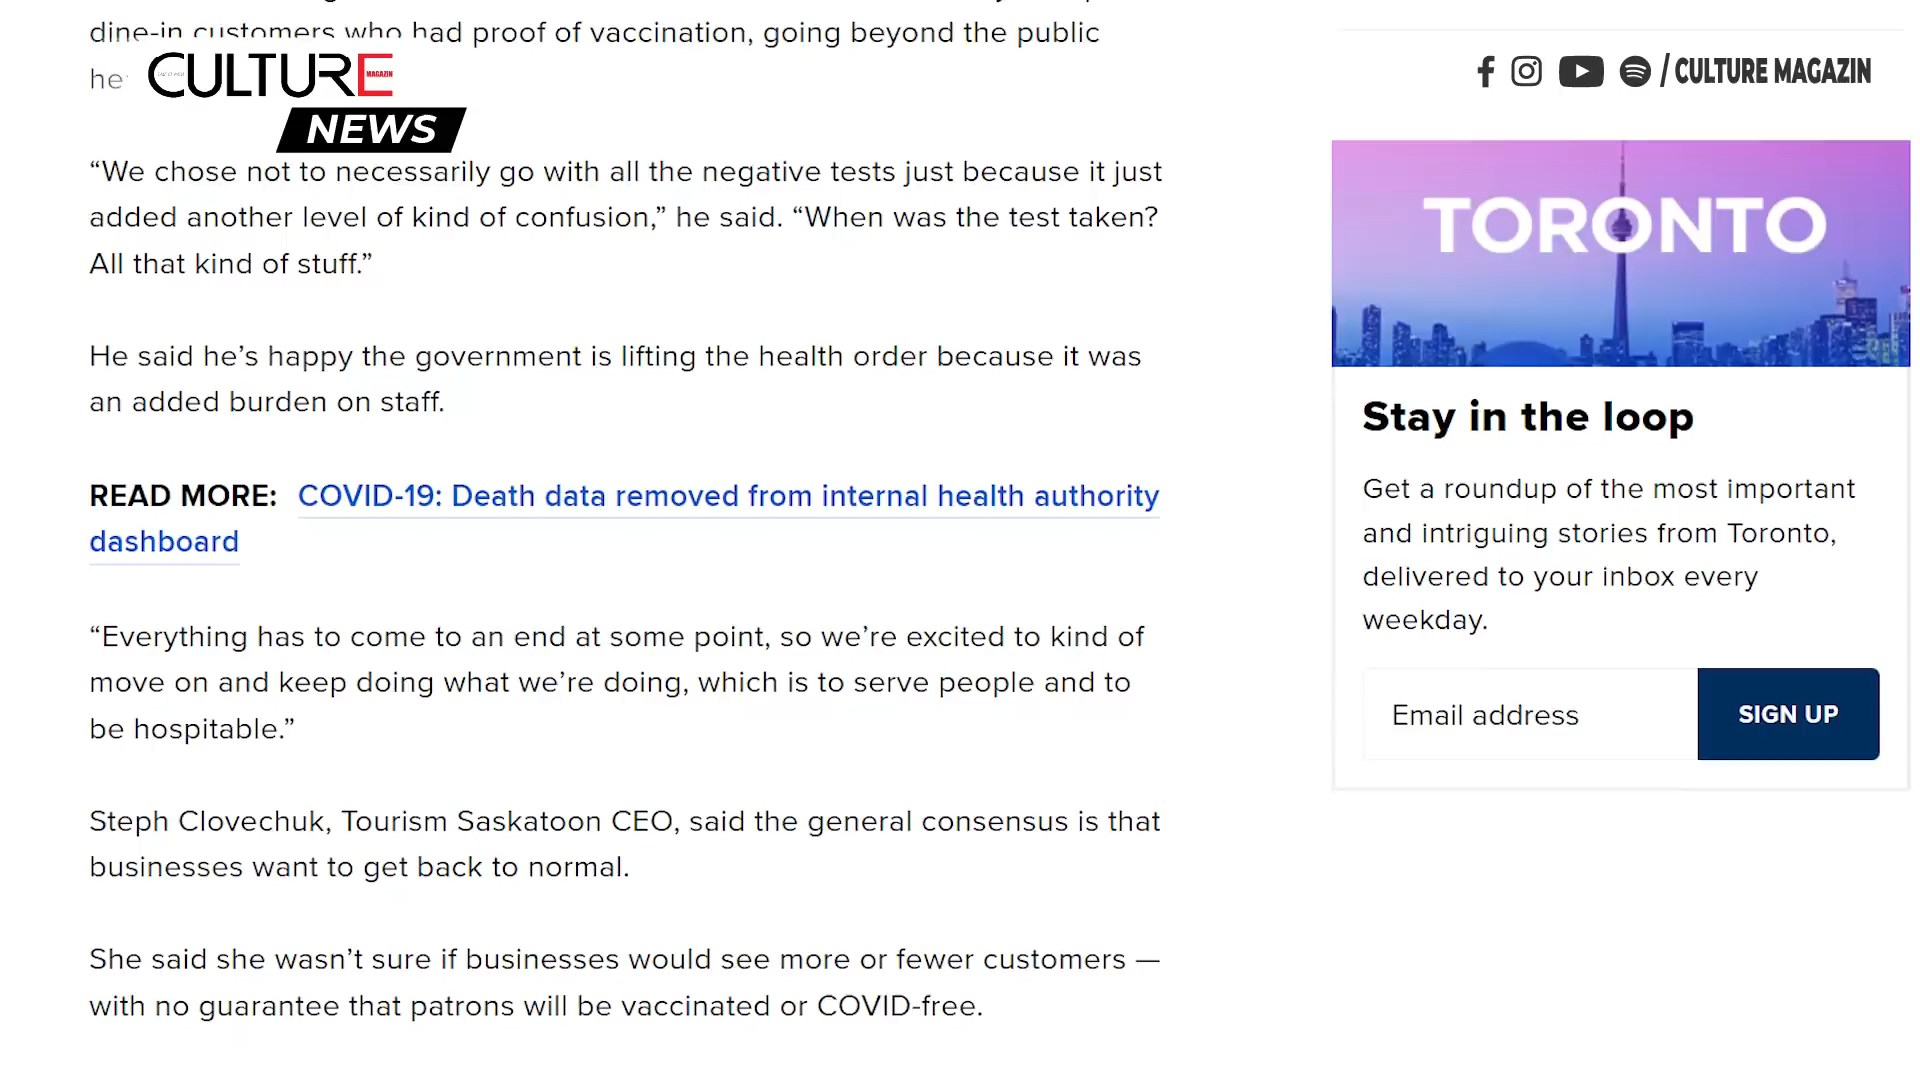 dine-in customers who had proof of vaccination, going beyond the public
he
CULTURE
MAGAZIN
NEWS
/ CULTURE MAGAZIN
“We chose not to necessarily go with all the negative tests just because it just
added another level of kind of confusion,” he said. “When was the test taken?
All that kind of stuff.”
He said he’s happy the government is lifting the health order because it was
an added burden on staff.
READ MORE: COVID-19: Death data removed from internal health authority
dashboard
“Everything has to come to an end at some point, so we’re excited to kind of
move on and keep doing what we’re doing, which is to serve people and to
be hospitable.”
Steph Clovechuk, Tourism Saskatoon CEO, said the general consensus is that
businesses want to get back to normal.
She said she wasn’t sure if businesses would see more or fewer customers —
with no guarantee that patrons will be vaccinated or COVID-free.
TORONTO
Stay in the loop
Get a roundup of the most important
and intriguing stories from Toronto,
delivered to your inbox every
weekday.
Email address
SIGN UP